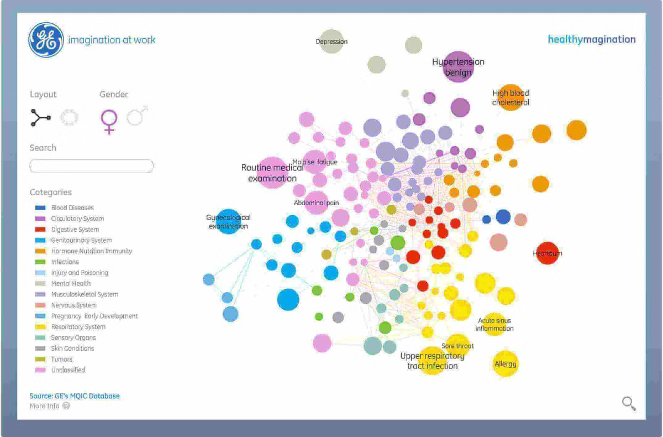 GE
imagination at work
healthymagination
Depression
Hypertension
benign
High blood
cholesterol
Layout
Gender
Search
Malaise fatigue
Routine medical
examination
Abdominal pain
Categories
Gynecological
examination
Blood Diseases
Circulatory System
Digestive System
Genitourinary System
Hormone Nutrition Immunity
Infections
Injury and Poisoning
Mental Health
Musculoskeletal System
Nervous System
Pregnancy Early Development
Respiratory System
Sensory Organs
Skin Conditions
Tumors
Unclassified
Heartburn
Acute sinus
inflammation
Sore throat
Upper respiratory
tract infection
Allergy
Source: GE's MQIC Database
More Info